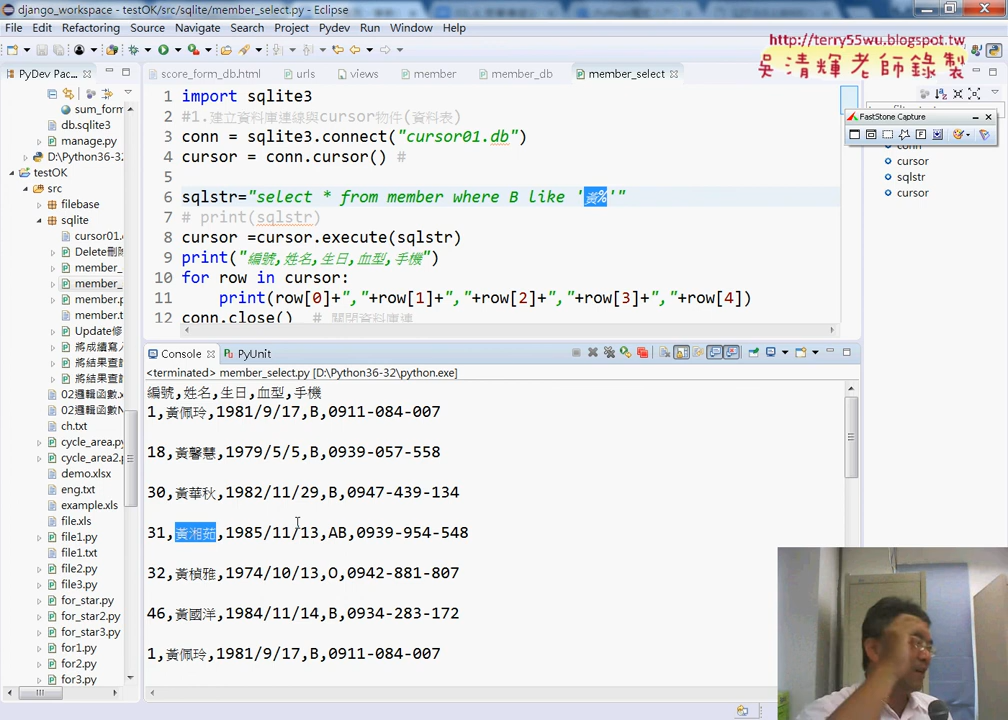 django_workspace - testOK/src/sqlite/member_select.py - Eclipse
File Edit Refactoring Source Navigate Search Project Pydev Run Window Help
http://terry55wu.blogspot.tw
吳清輝老師錄製
PyDev Pac
score_form_db.html urls views member member_db member_select
FastStone Capture
sum_form
db.sqlite3
manage.py
D:\Python36-32
testOK
src
filebase
sqlite
cursor01.
Delete刪除
member_
member_
member.p
member.t
Update修
將成績寫入
將結果查詢
將結果查詢
02邏輯函數.x
02邏輯函數N
ch.txt
cycle_area.py
cycle_area2.p
demo.xlsx
eng.txt
example.xls
file.xls
file1.py
file1.txt
file2.py
file3.py
for_star.py
for_star2.py
for_star3.py
for1.py
for2.py
for3.py
1 import sqlite3
2 #1.建立資料庫連線與cursor物件(資料表)
3 conn = sqlite3.connect("cursor01.db")
4 cursor = conn.cursor() #
5
6 sqlstr="select * from member where B like '黃%'"
7 # print(sqlstr)
8 cursor =cursor.execute(sqlstr)
9 print("編號,姓名,生日,血型,手機")
10 for row in cursor:
11 print(row[0]+","+row[1]+","+row[2]+","+row[3]+","+row[4])
12 conn.close() # 關閉資料庫連
conn
cursor
sqlstr
cursor
Console PyUnit
<terminated> member_select.py [D:\Python36-32\python.exe]
編號,姓名,生日,血型,手機
1,黃佩玲,1981/9/17,B,0911-084-007
18,黃馨慧,1979/5/5,B,0939-057-558
30,黃華秋,1982/11/29,B,0947-439-134
31,黃湘茹,1985/11/13,AB,0939-954-548
32,黃楨雅,1974/10/13,O,0942-881-807
46,黃國洋,1984/11/14,B,0934-283-172
1,黃佩玲,1981/9/17,B,0911-084-007